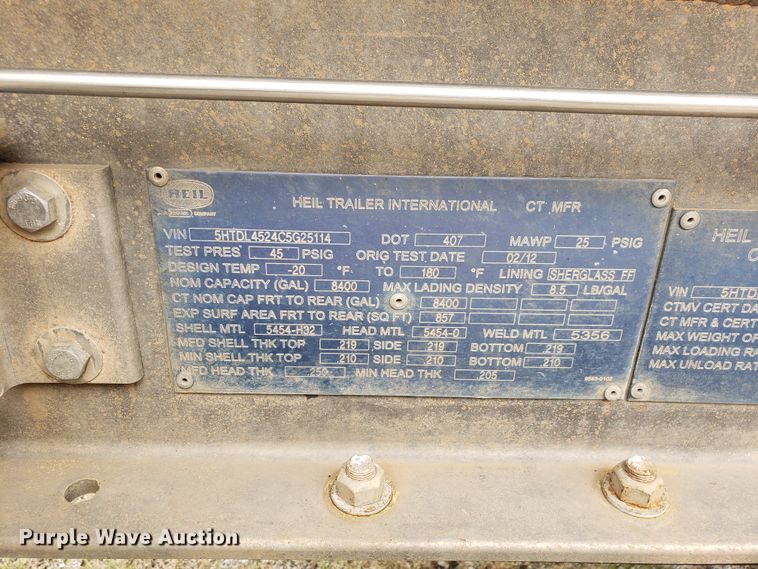 HEIL
COMPANY
HEIL TRAILER INTERNATIONAL CT MFR
VIN 5HTDL4524C5G25114 DOT 407 MAWP 25 PSIG
TEST PRES 45 PSIG ORIG TEST DATE 02/12
DESIGN TEMP -20 °F TO 180 °F LINING SHERGLASS FF
NOM CAPACITY (GAL) 8400 MAX LADING DENSITY 8.5 LB/GAL
CT NOM CAP FRT TO REAR (GAL) 8400
EXP SURF AREA FRT TO REAR (SQ FT) 857
SHELL MTL 5454-H32 HEAD MTL 5454-0 WELD MTL 5356
MFD SHELL THK TOP .219 SIDE .219 BOTTOM .219
MIN SHELL THK TOP .210 SIDE .210 BOTTOM .210
MFD HEAD THK .250 MIN HEAD THK .205
HEIL
VIN 5HTD
CTMV CERT DA
CT MFR & CERT
MAX WEIGHT OF
MAX LOADING RA
MAX UNLOAD RAT
Purple Wave Auction